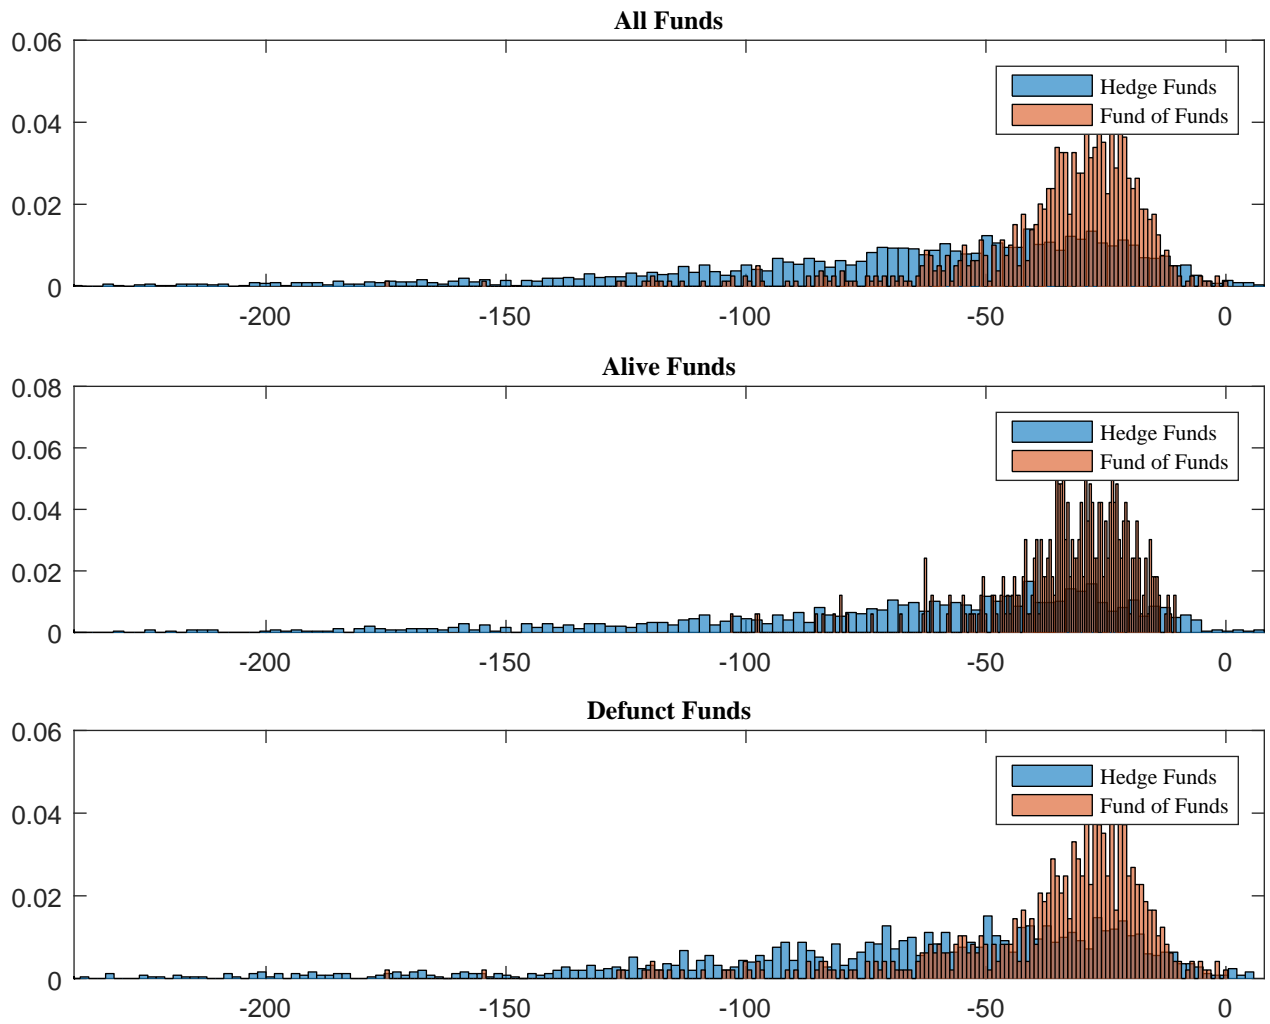 All Funds
0.06
0.04
0.02
0
Hedge Funds
Fund of Funds
-200 -150 -100 -50 0
Alive Funds
0.08
0.06
0.04
0.02
0
Hedge Funds
Fund of Funds
-200 -150 -100 -50 0
Defunct Funds
0.06
0.04
0.02
0
Hedge Funds
Fund of Funds
-200 -150 -100 -50 0